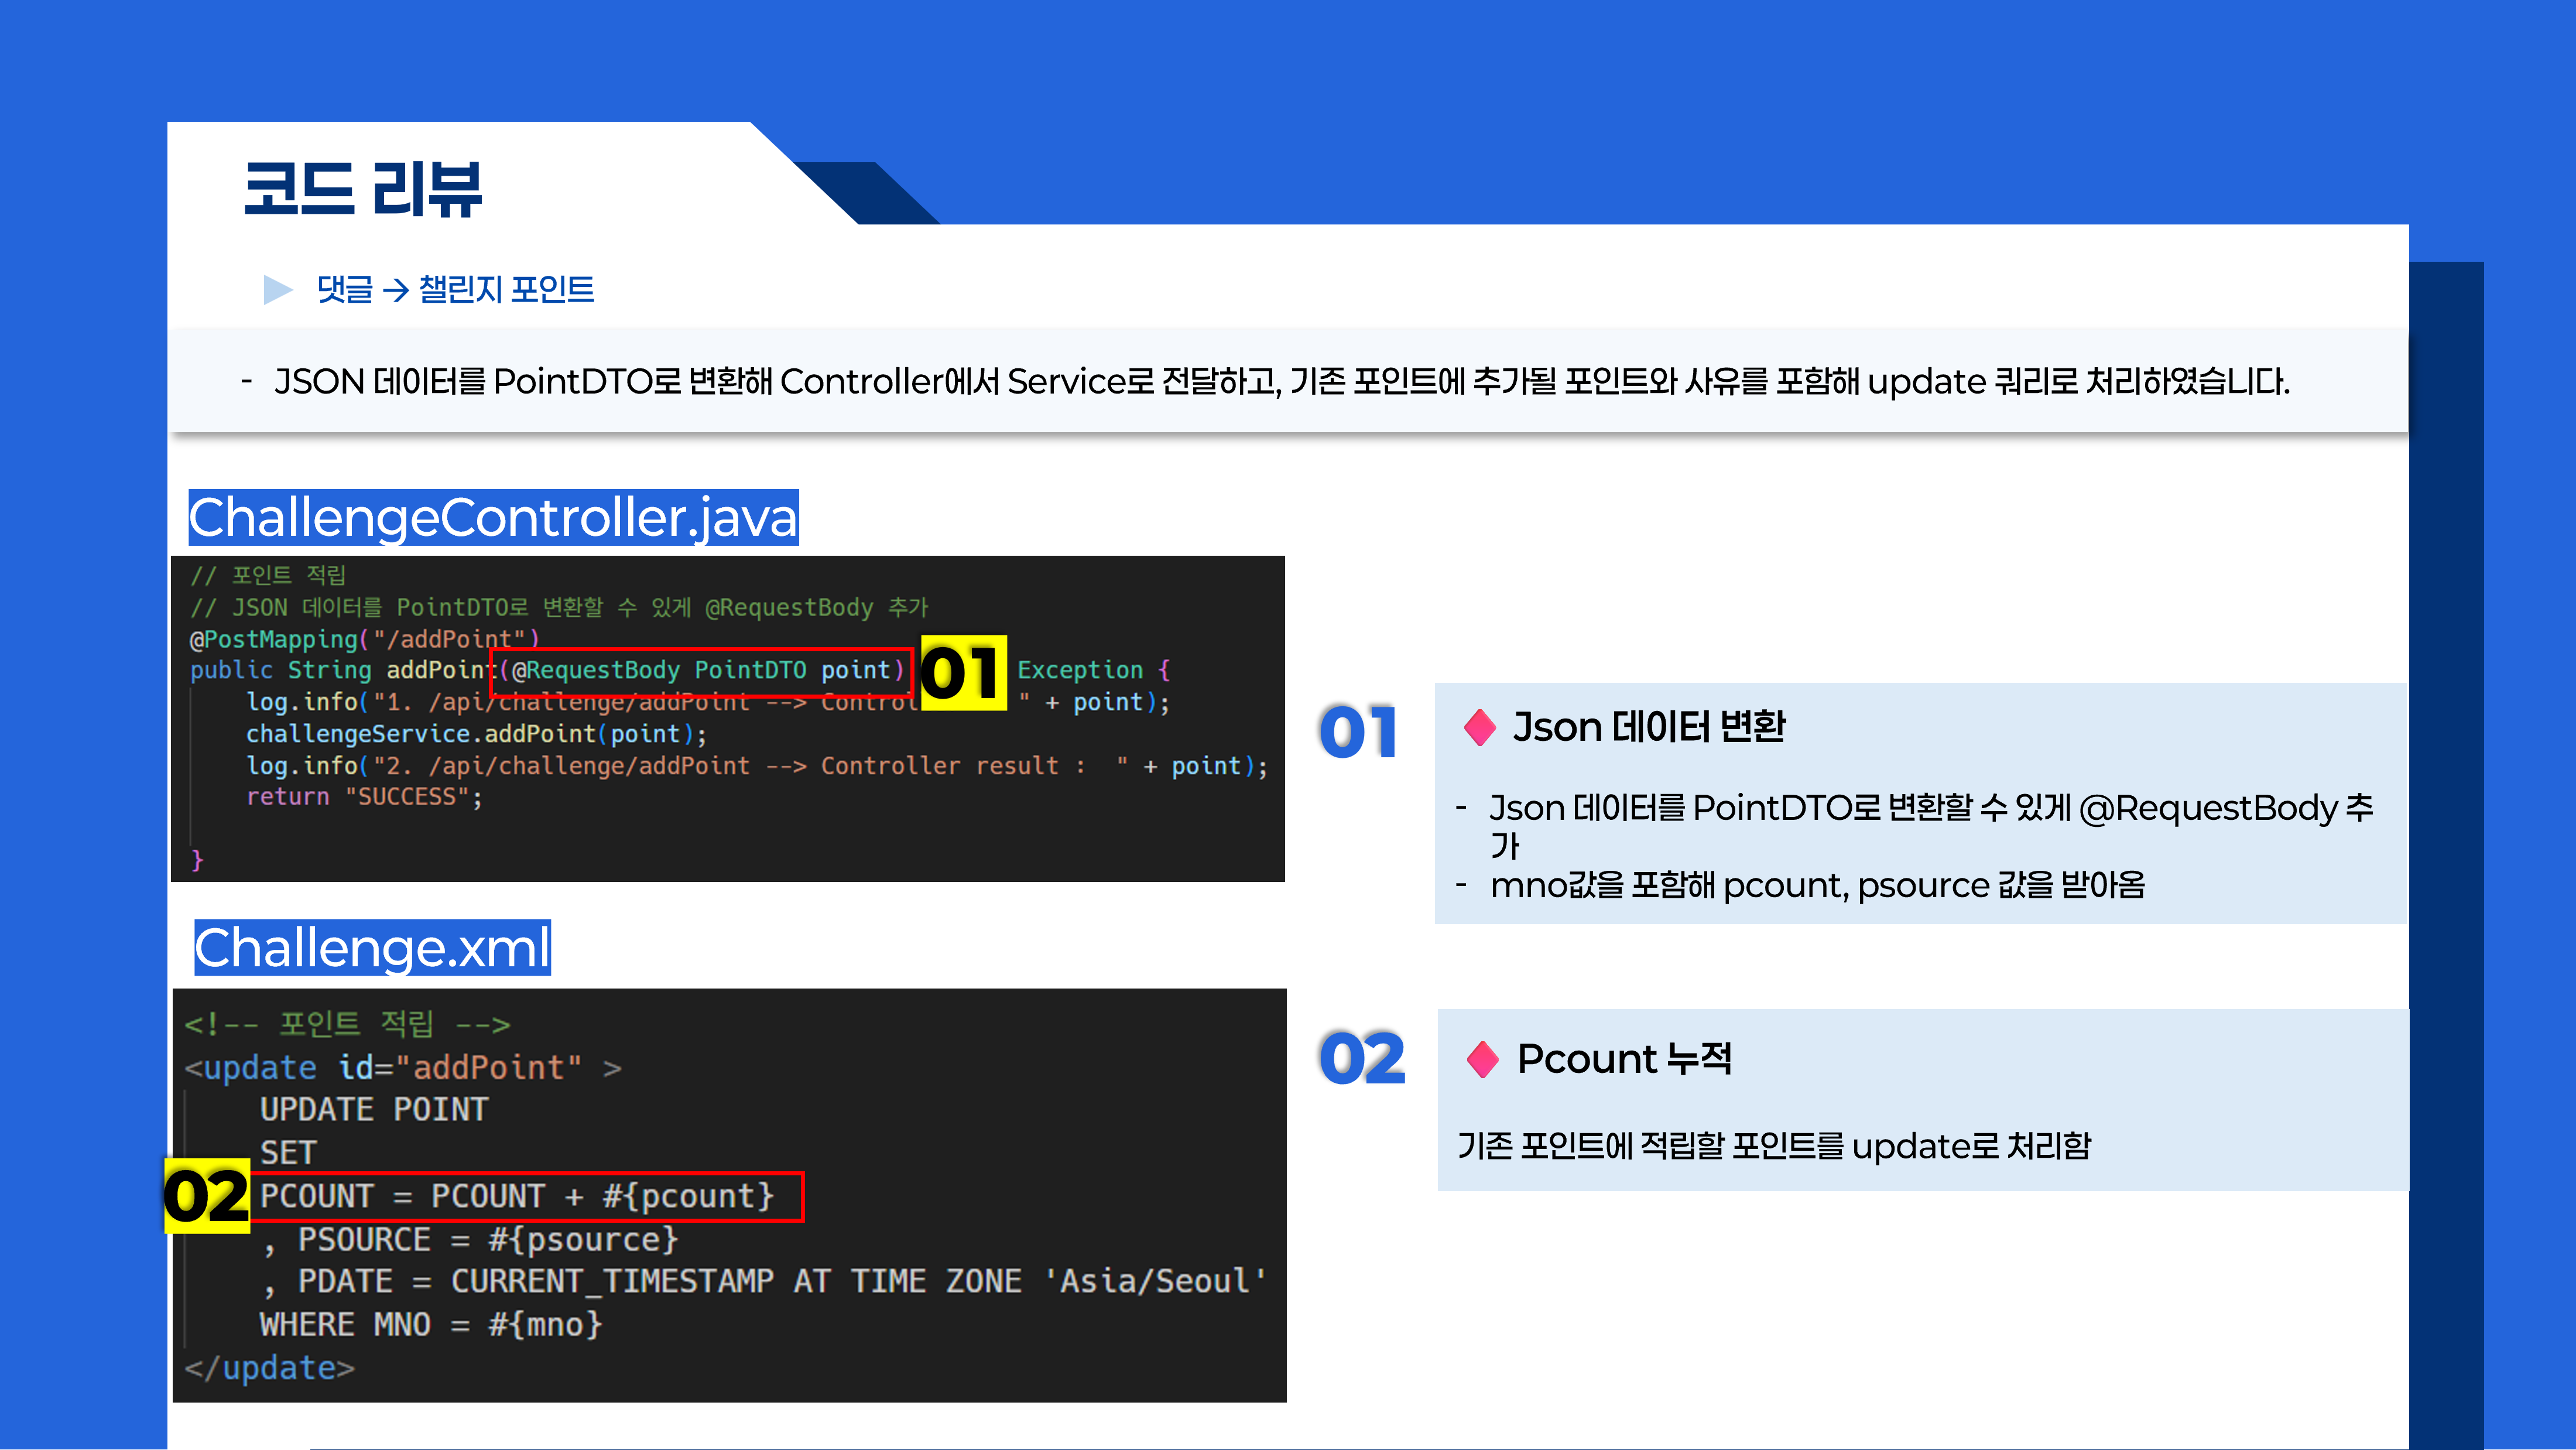 코드 리뷰
▶ 댓글 → 챌린지 포인트
- JSON 데이터를 PointDTO로 변환해 Controller에서 Service로 전달하고, 기존 포인트에 추가될 포인트와 사유를 포함해 update 쿼리로 처리하였습니다.
ChallengeController.java
// 포인트 적립
// JSON 데이터를 PointDTO로 변환할 수 있게 @RequestBody 추가
@PostMapping("/addPoint")
public String addPoint(@RequestBody PointDTO point) 01 Exception {
log.info("1. /api/challenge/addPoint --> Control " + point);
challengeService.addPoint(point);
log.info("2. /api/challenge/addPoint --> Controller result :  " + point);
return "SUCCESS";
}
01
Json 데이터 변환
- Json 데이터를 PointDTO로 변환할 수 있게 @RequestBody 추
가
- mno값을 포함해 pcount, psource 값을 받아옴
Challenge.xml
<!-- 포인트 적립 -->
<update id="addPoint" >
UPDATE POINT
SET
02 PCOUNT = PCOUNT + #{pcount}
, PSOURCE = #{psource}
, PDATE = CURRENT_TIMESTAMP AT TIME ZONE 'Asia/Seoul'
WHERE MNO = #{mno}
</update>
02
Pcount 누적
기존 포인트에 적립할 포인트를 update로 처리함